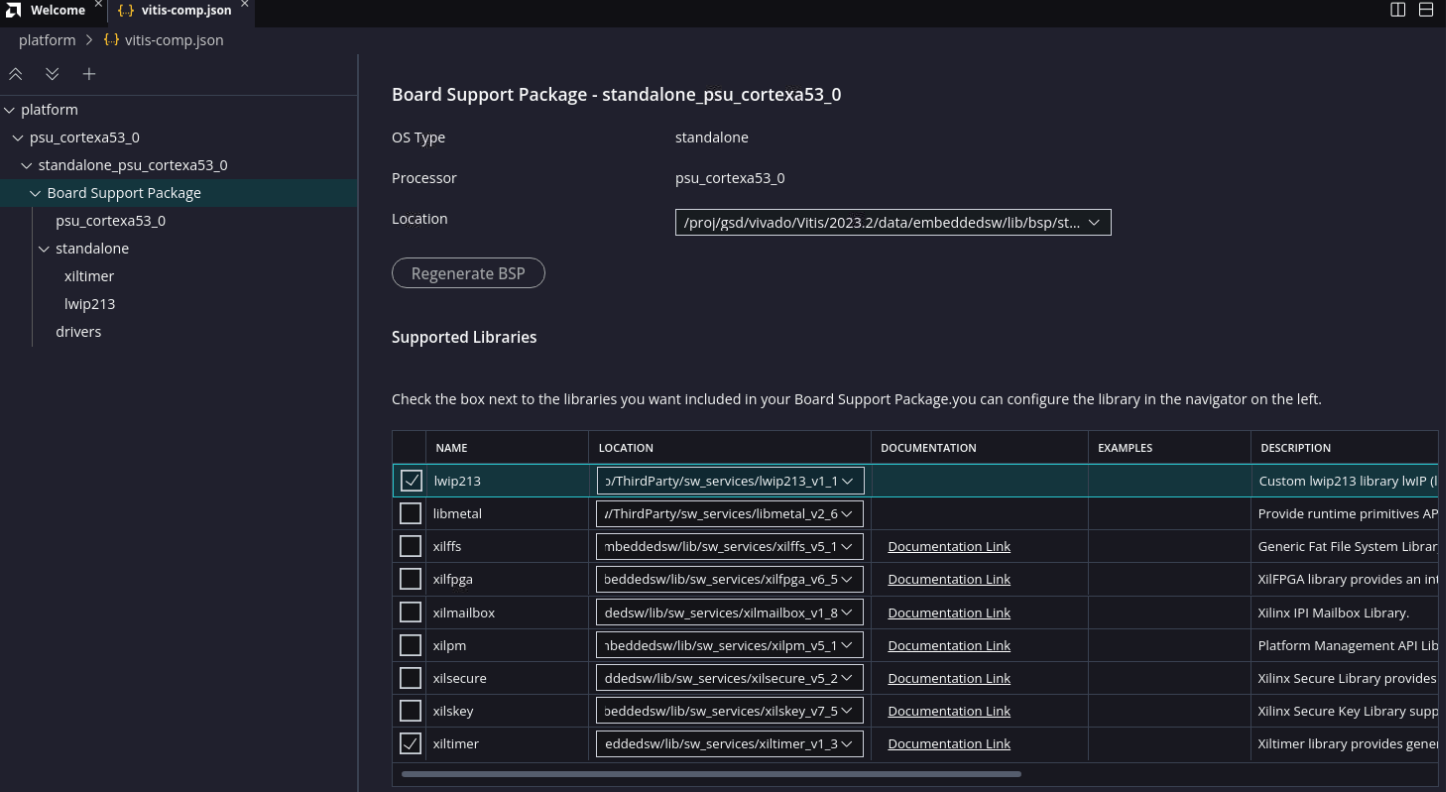 Welcome × {..} vitis-comp.json ×
platform > {..} vitis-comp.json
platform
psu_cortexa53_0
standalone_psu_cortexa53_0
Board Support Package
psu_cortexa53_0
standalone
xiltimer
lwip213
drivers
Board Support Package - standalone_psu_cortexa53_0
OS Type standalone
Processor psu_cortexa53_0
Location /proj/gsd/vivado/Vitis/2023.2/data/embeddedsw/lib/bsp/st...
Regenerate BSP
Supported Libraries
Check the box next to the libraries you want included in your Board Support Package.you can configure the library in the navigator on the left.
NAME LOCATION DOCUMENTATION EXAMPLES DESCRIPTION
lwip213 /ThirdParty/sw_services/lwip213_v1_1 Custom lwip213 library lwIP (l
libmetal /ThirdParty/sw_services/libmetal_v2_6 Provide runtime primitives AP
xilffs mbeddedsw/lib/sw_services/xilffs_v5_1 Documentation Link Generic Fat File System Librar
xilfpga beddedsw/lib/sw_services/xilfpga_v6_5 Documentation Link XilFPGA library provides an int
xilmailbox dedsw/lib/sw_services/xilmailbox_v1_8 Documentation Link Xilinx IPI Mailbox Library.
xilpm beddedsw/lib/sw_services/xilpm_v5_1 Documentation Link Platform Management API Lib
xilsecure ddedsw/lib/sw_services/xilsecure_v5_2 Documentation Link Xilinx Secure Library provides
xilskey beddedsw/lib/sw_services/xilskey_v7_5 Documentation Link Xilinx Secure Key Library supp
xiltimer eddedsw/lib/sw_services/xiltimer_v1_3 Documentation Link Xiltimer library provides gene